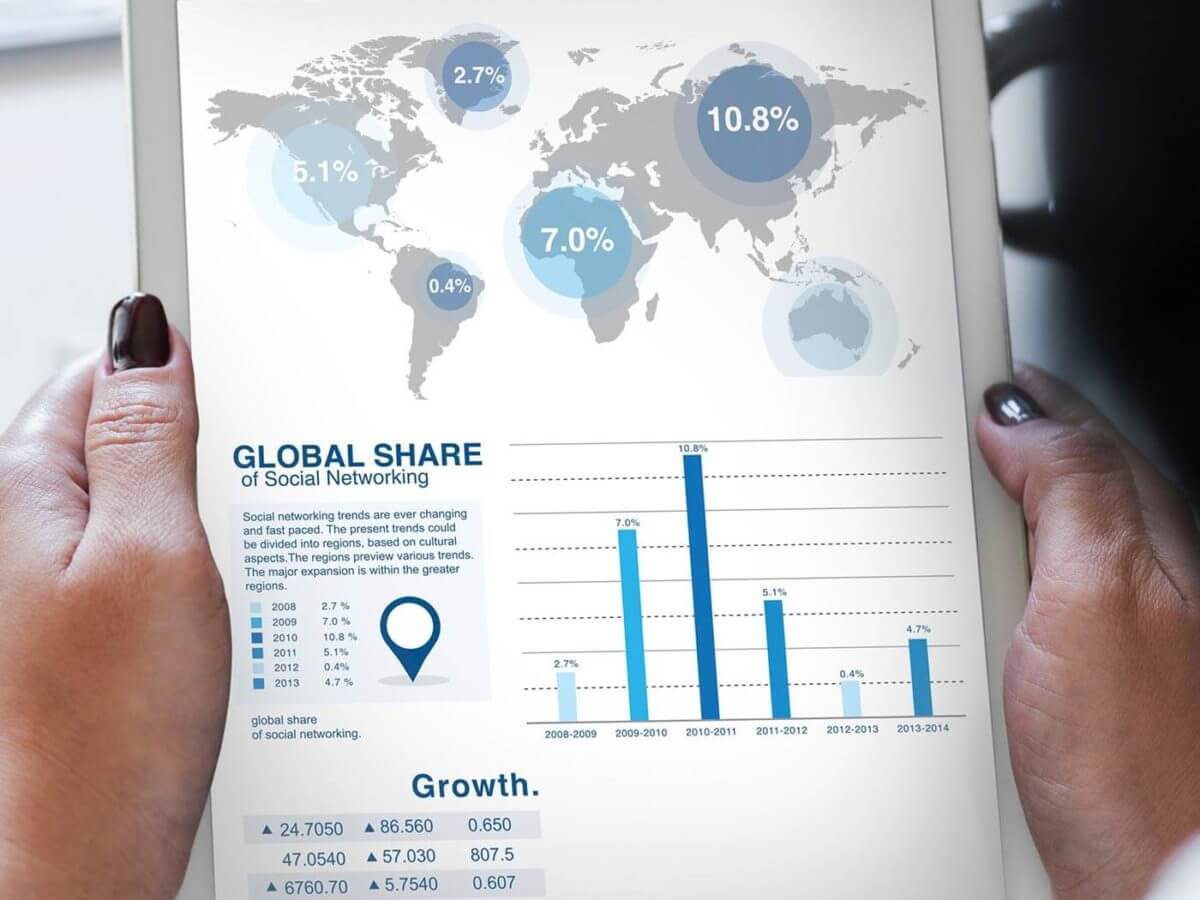 2.7%
10.8%
5.1%
7.0%
0.4%
GLOBAL SHARE
of Social Networking
Social networking trends are ever changing
and fast paced. The present trends could
be divided into regions, based on cultural
aspects.The regions preview various trends.
The major expansion is within the greater
regions.
2008 2.7 %
2009 7.0 %
2010 10.8 %
2011 5.1%
2012 0.4%
2013 4.7 %
global share
of social networking.
10.8%
7.0%
5.1%
4.7%
2.7%
0.4%
2008-2009 2009-2010 2010-2011 2011-2012 2012-2013 2013-2014
Growth.
▲ 24.7050 ▲ 86.560 0.650
47.0540 ▲ 57.030 807.5
▲ 6760.70 ▲ 5.7540 0.607